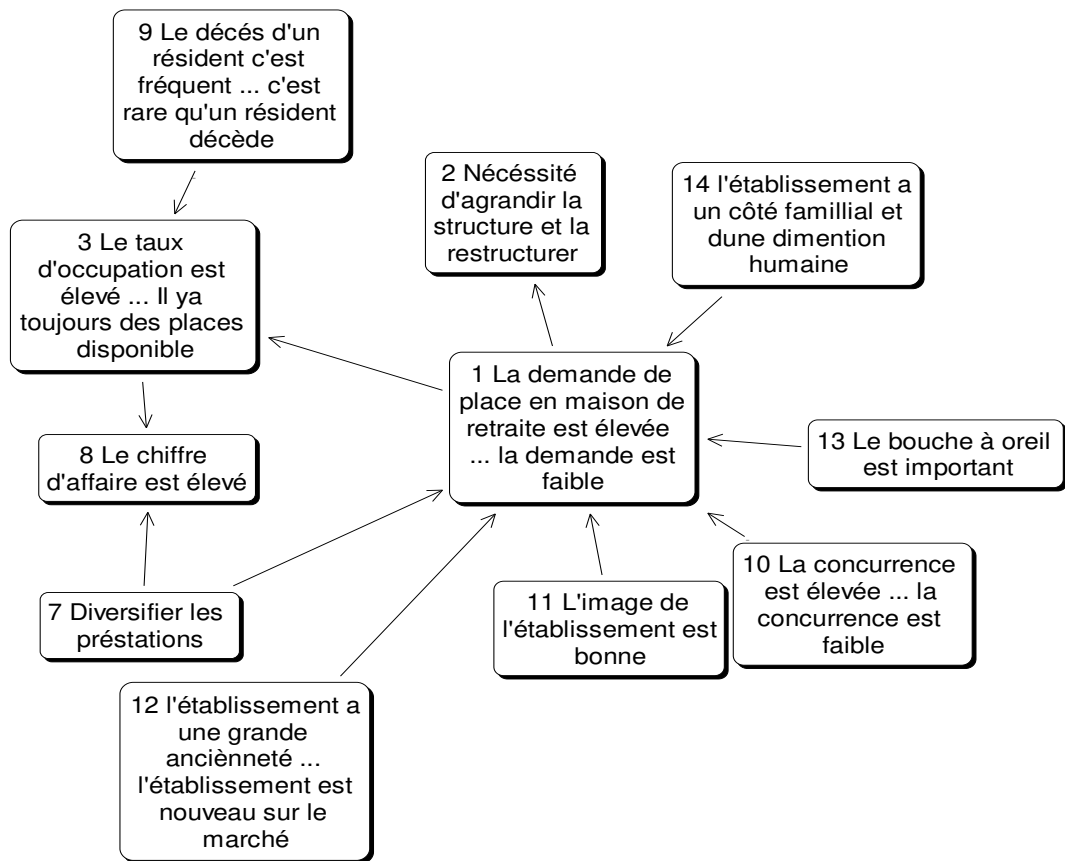 9 Le décés d'un
résident c'est
fréquent ... c'est
rare qu'un résident
décède
2 Nécéssité
d'agrandir la
structure et la
restructurer
14 l'établissement a
un côté famillial et
dune dimention
humaine
3 Le taux
d'occupation est
élevé ... Il ya
toujours des places
disponible
1 La demande de
place en maison de
retraite est élevée
... la demande est
faible
13 Le bouche à oreil
est important
8 Le chiffre
d'affaire est élevé
10 La concurrence
est élevée ... la
concurrence est
faible
11 L'image de
l'établissement est
bonne
7 Diversifier les
préstations
12 l'établissement a
une grande
anciènneté ...
l'établissement est
nouveau sur le
marché